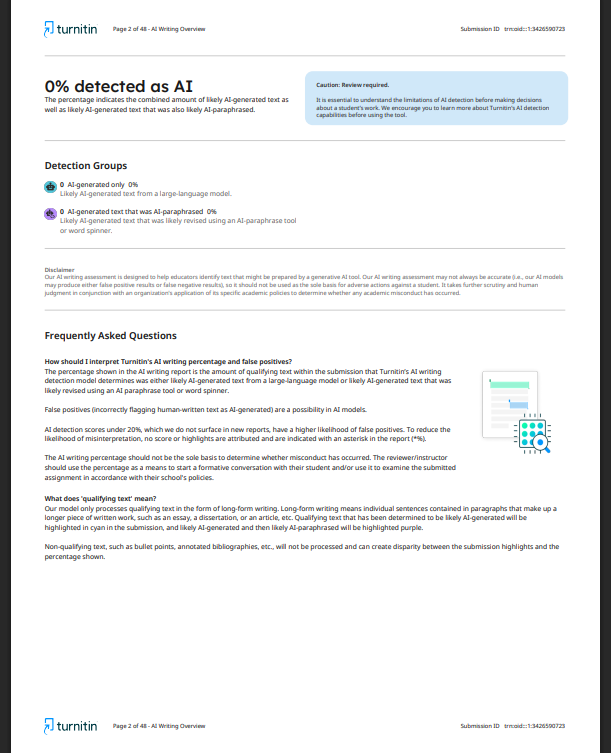 turnitin Page 2 of 48 - AI Writing Overview Submission ID trn:oid:::1:3426590723
0% detected as AI
The percentage indicates the combined amount of likely AI-generated text as
well as likely AI-generated text that was also likely AI-paraphrased.
Caution: Review required.
It is essential to understand the limitations of AI detection before making decisions
about a student's work. We encourage you to learn more about Turnitin's AI detection
capabilities before using the tool.
Detection Groups
0 AI-generated only 0%
Likely AI-generated text from a large-language model.
0 AI-generated text that was AI-paraphrased 0%
Likely AI-generated text that was likely revised using an AI-paraphrase tool
or word spinner.
Disclaimer
Our AI writing assessment is designed to help educators identify text that might be prepared by a generative AI tool. Our AI writing assessment may not always be accurate (i.e., our AI models
may produce either false positive results or false negative results), so it should not be used as the sole basis for adverse actions against a student. It takes further scrutiny and human
judgment in conjunction with an organization's application of its specific academic policies to determine whether any academic misconduct has occurred.
Frequently Asked Questions
How should I interpret Turnitin's AI writing percentage and false positives?
The percentage shown in the AI writing report is the amount of qualifying text within the submission that Turnitin's AI writing
detection model determines was either likely AI-generated text from a large-language model or likely AI-generated text that was
likely revised using an AI paraphrase tool or word spinner.
False positives (incorrectly flagging human-written text as AI-generated) are a possibility in AI models.
AI detection scores under 20%, which we do not surface in new reports, have a higher likelihood of false positives. To reduce the
likelihood of misinterpretation, no score or highlights are attributed and are indicated with an asterisk in the report (*%).
The AI writing percentage should not be the sole basis to determine whether misconduct has occurred. The reviewer/instructor
should use the percentage as a means to start a formative conversation with their student and/or use it to examine the submitted
assignment in accordance with their school's policies.
What does 'qualifying text' mean?
Our model only processes qualifying text in the form of long-form writing. Long-form writing means individual sentences contained in paragraphs that make up a
longer piece of written work, such as an essay, a dissertation, or an article, etc. Qualifying text that has been determined to be likely AI-generated will be
highlighted in cyan in the submission, and likely AI-generated and then likely AI-paraphrased will be highlighted purple.
Non-qualifying text, such as bullet points, annotated bibliographies, etc., will not be processed and can create disparity between the submission highlights and the
percentage shown.
turnitin Page 2 of 48 - AI Writing Overview Submission ID trn:oid:::1:3426590723